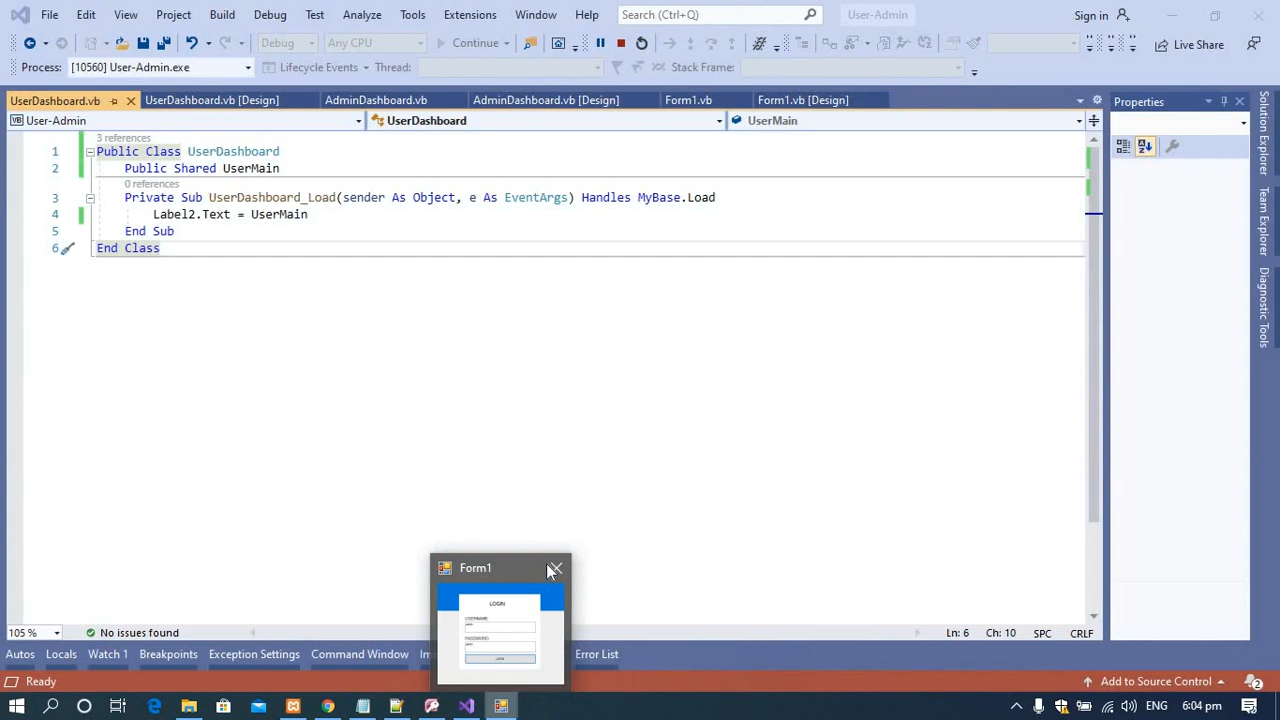 File Edit View Project Build Debug Test Analyze Tools Extensions Window Help Search (Ctrl+Q) User-Admin Sign in
Debug Any CPU Continue Live Share
Process: [10560] User-Admin.exe Lifecycle Events Thread: Stack Frame:
UserDashboard.vb UserDashboard.vb [Design] AdminDashboard.vb AdminDashboard.vb [Design] Form1.vb Form1.vb [Design] Properties
VB User-Admin UserDashboard UserMain
3 references
1 Public Class UserDashboard
2 Public Shared UserMain
0 references
3 Private Sub UserDashboard_Load(sender As Object, e As EventArgs) Handles MyBase.Load
4 Label2.Text = UserMain
5 End Sub
6 End Class
Solution Explorer
Team Explorer
Diagnostic Tools
Form1
LOGIN
USERNAME
PASSWORD
LOGIN
105 % No issues found Ln: 6 Ch: 10 SPC CRLF
Autos Locals Watch 1 Breakpoints Exception Settings Command Window Error List
Ready Add to Source Control 2
ENG 6:04 pm